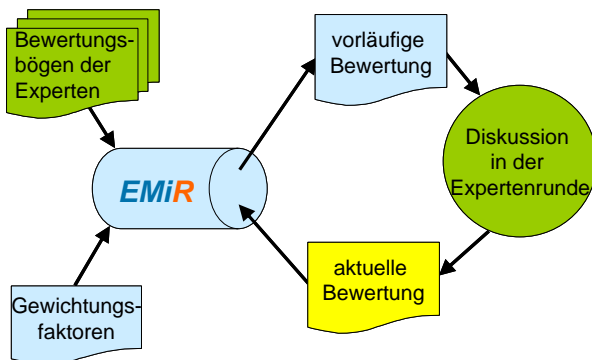 Bewertungs-
bögen der
Experten
vorläufige
Bewertung
Diskussion
in der
Expertenrunde
EMiR
aktuelle
Bewertung
Gewichtungs-
faktoren